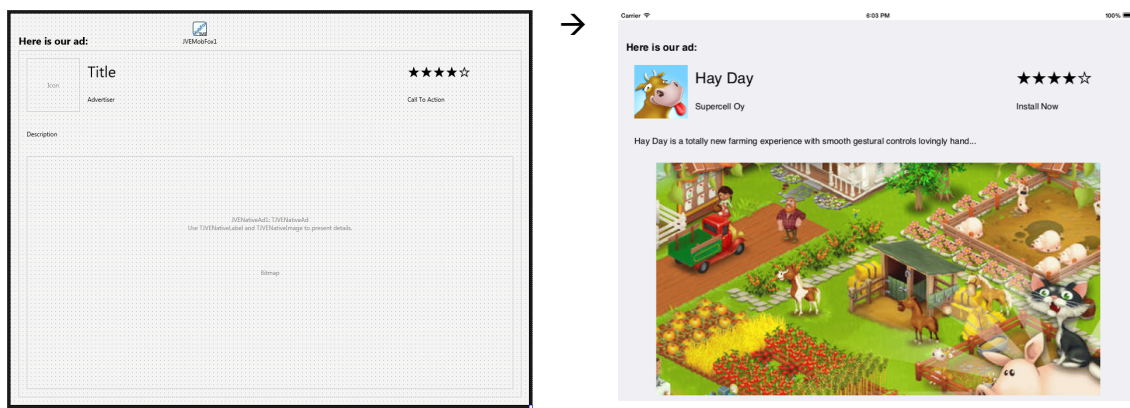 JVEMobFox1
Here is our ad:
Icon
Title
★★★★☆
Advertiser
Call To Action
Description
JVENativeAd1: TJVENativeAd
Use TJVENativeLabel and TJVENativeImage to present details.
Bitmap
→
Carrier 6:03 PM 100%
Here is our ad:
Hay Day
★★★★☆
Supercell Oy
Install Now
Hay Day is a totally new farming experience with smooth gestural controls lovingly hand...